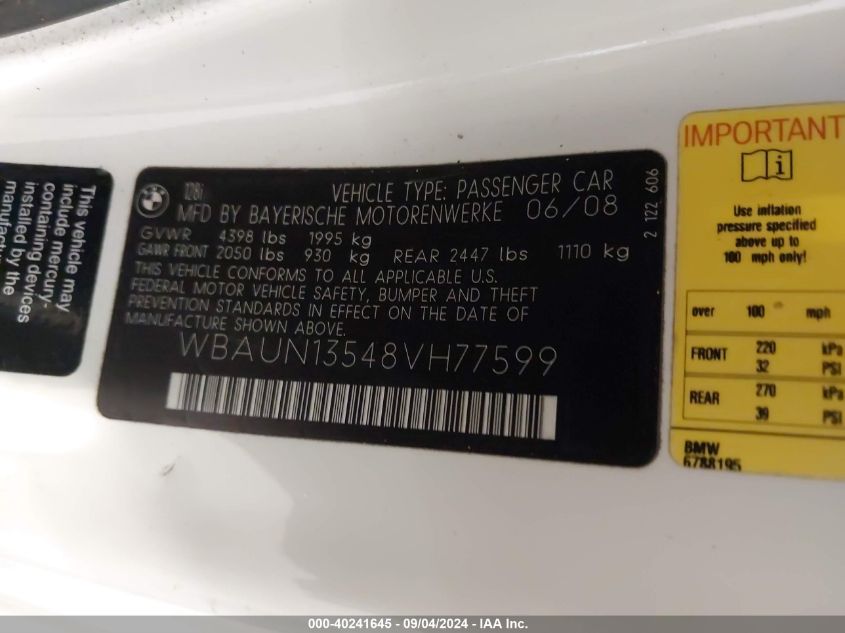 This vehicle may
include mercury-
containing devices
installed by the
manufac
BMW
128i
VEHICLE TYPE: PASSENGER CAR
MFD BY BAYERISCHE MOTORENWERKE 06/08
GVWR 4398 lbs 1995 kg
GAWR FRONT 2050 lbs 930 kg REAR 2447 lbs 1110 kg
THIS VEHICLE CONFORMS TO ALL APPLICABLE U.S.
FEDERAL MOTOR VEHICLE SAFETY, BUMPER AND THEFT
PREVENTION STANDARDS IN EFFECT ON THE DATE OF
MANUFACTURE SHOWN ABOVE.
WBAUN13548VH77599
2 122 606
IMPORTANT
i
Use inflation
pressure specified
above up to
100 mph only!
over 100 mph
FRONT 220 kPa
32 PSI
REAR 270 kPa
39 PSI
BMW
6788195
000-40241645 - 09/04/2024 - IAA Inc.